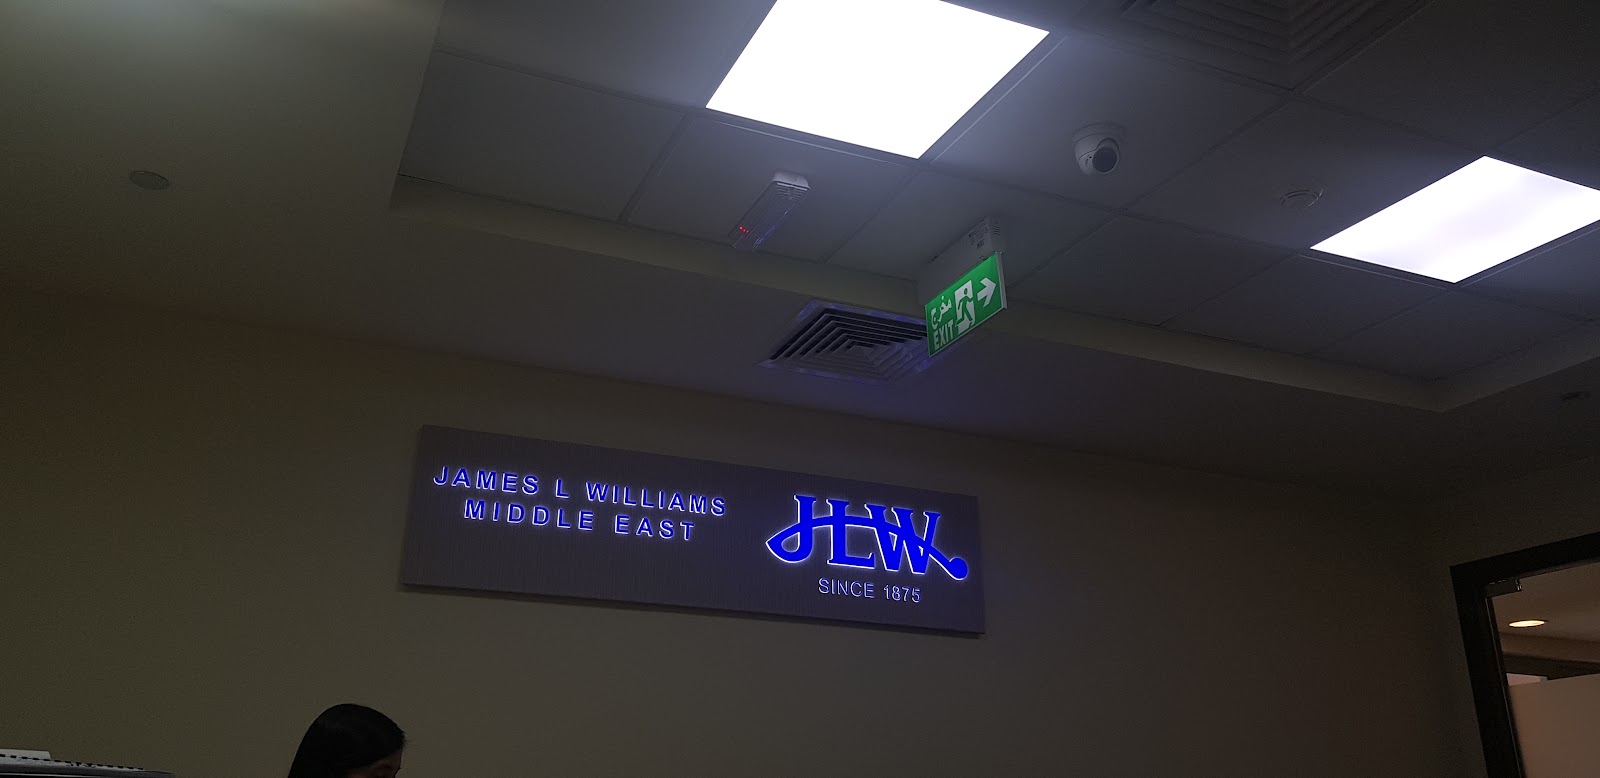 EXIT
JAMES L WILLIAMS
MIDDLE EAST
JLW
SINCE 1875